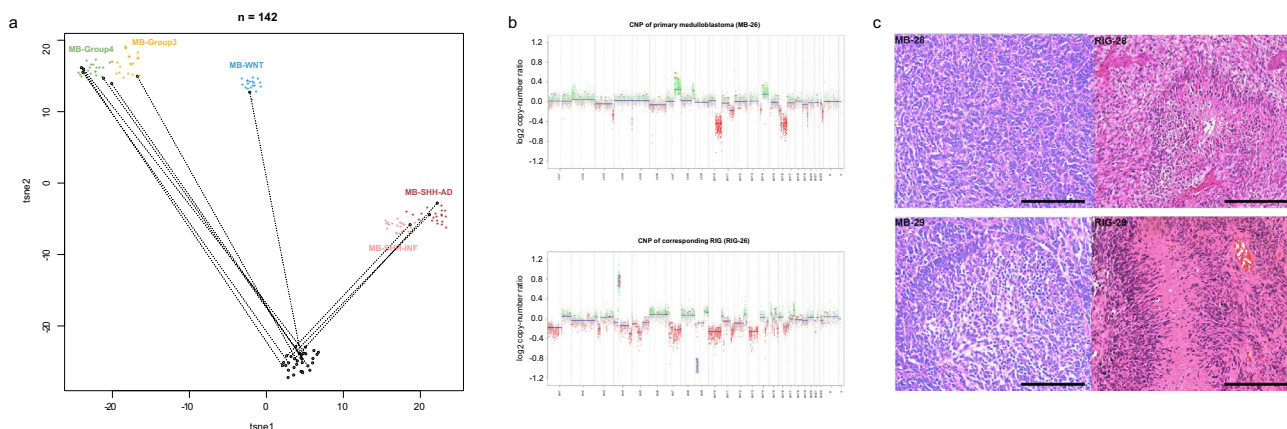 a
n = 142
MB-Group4
MB-Group3
MB-WNT
MB-SHH-AD
20
10
0
-10
-20
tsne2
-20
-10
0
10
20
tsne1
b
CNP of primary medulloblastoma (MB-26)
log2 copy-number ratio
1.2
0.8
0.4
0.0
-0.4
-0.8
-1.2
CNP of corresponding RIG (RIG-26)
log2 copy-number ratio
1.2
0.8
0.4
0.0
-0.4
-0.8
-1.2
c
MB-28
RIG-28
MB-29
RIG-29